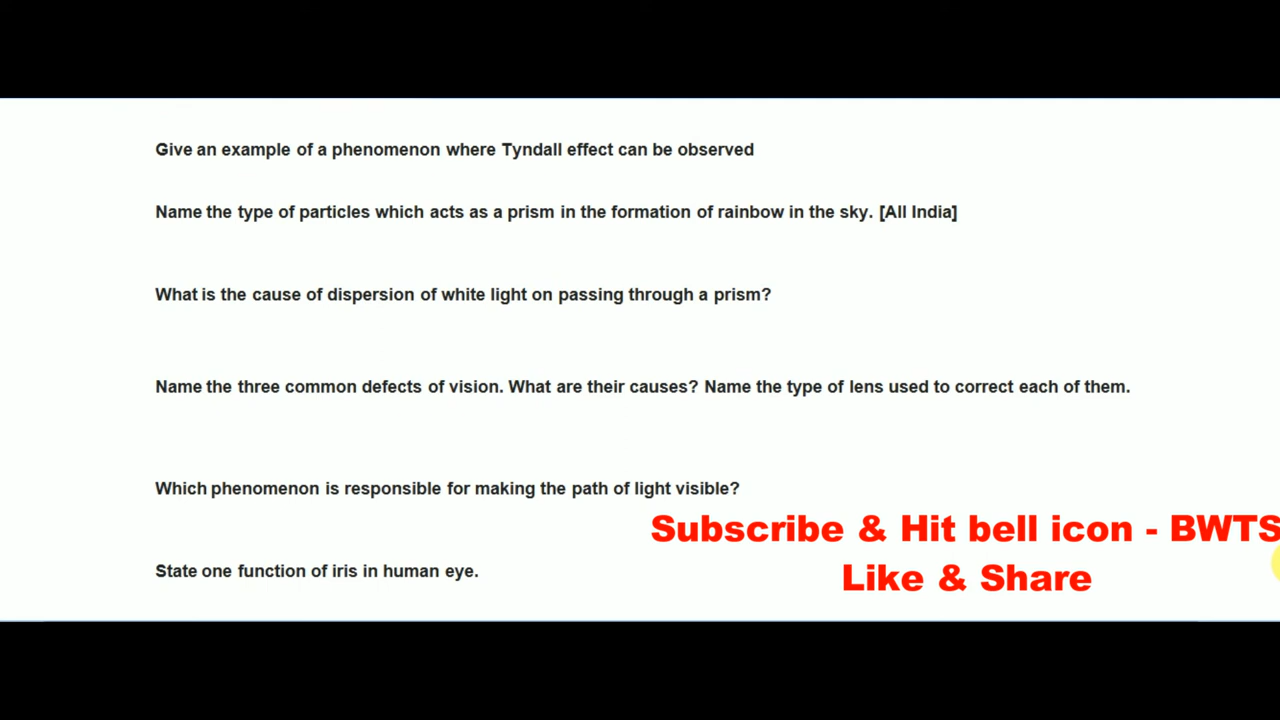 Give an example of a phenomenon where Tyndall effect can be observed
Name the type of particles which acts as a prism in the formation of rainbow in the sky. [All India]
What is the cause of dispersion of white light on passing through a prism?
Name the three common defects of vision. What are their causes? Name the type of lens used to correct each of them.
Which phenomenon is responsible for making the path of light visible?
Subscribe & Hit bell icon - BWTS
State one function of iris in human eye.
Like & Share